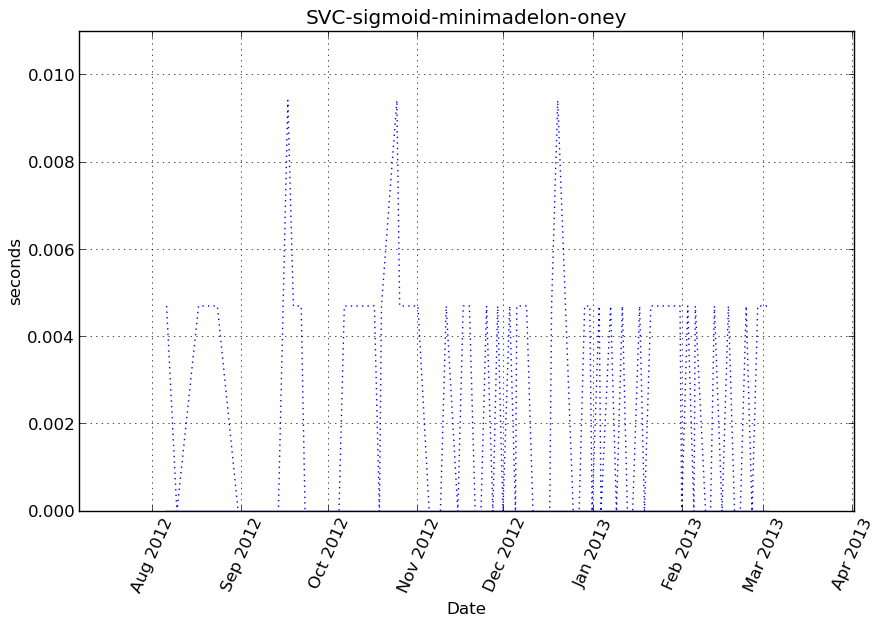 SVC-sigmoid-minimadelon-oney
0.010
0.008
0.006
0.004
0.002
0.000
seconds
Aug 2012
Sep 2012
Oct 2012
Nov 2012
Dec 2012
Jan 2013
Feb 2013
Mar 2013
Apr 2013
Date